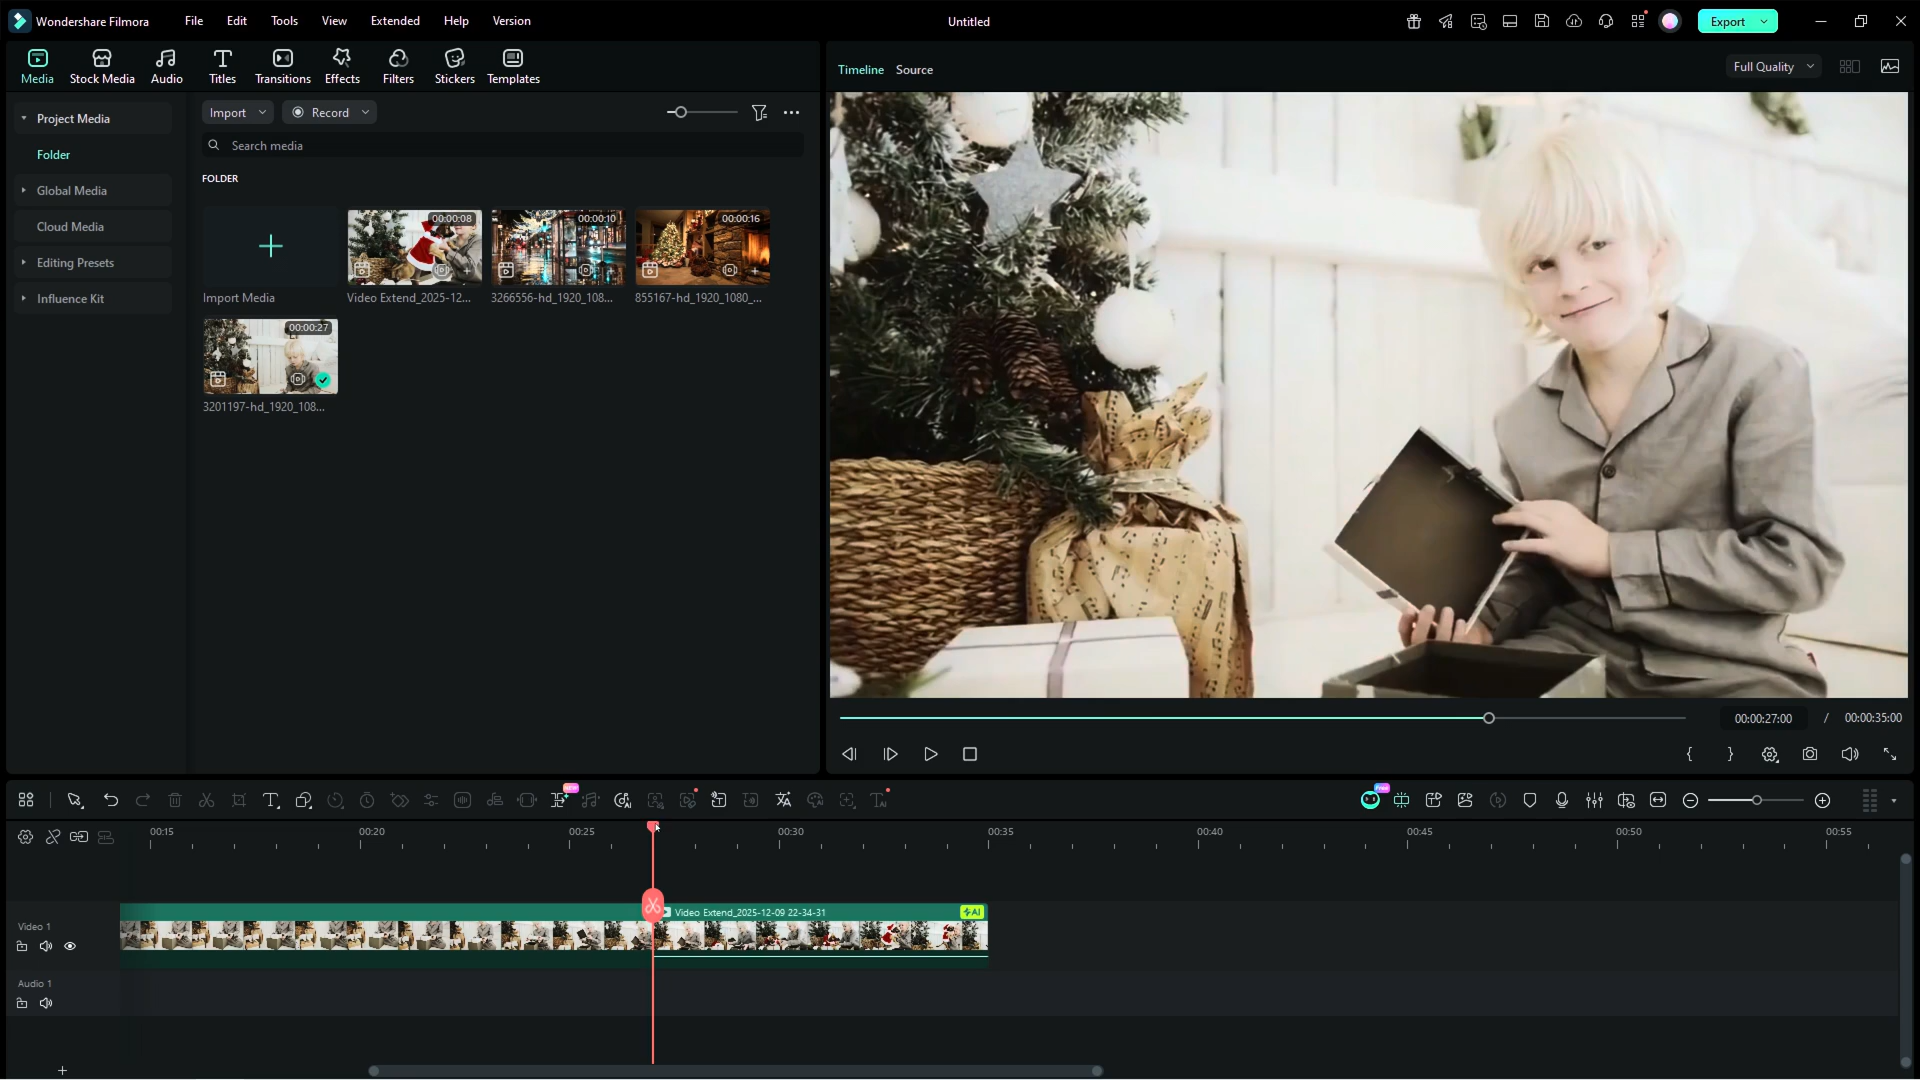 Wondershare Filmora
File
Edit
Tools
View
Extended
Help
Version
Untitled
Export
Media
Stock Media
Audio
Titles
Transitions
Effects
Filters
Stickers
Templates
Timeline
Source
Full Quality
Project Media
Folder
Global Media
Cloud Media
Editing Presets
Influence Kit
Import
Record
Search media
FOLDER
Import Media
00:00:08
Video Extend_2025-12...
00:00:10
3266556-hd_1920_108...
00:00:16
855167-hd_1920_1080_...
00:00:27
3201197-hd_1920_108...
00:00:27:00 / 00:00:35:00
00:15
00:20
00:25
00:30
00:35
00:40
00:45
00:50
00:55
Video 1
Video Extend_2025-12-09 22-34-31
AI
Audio 1